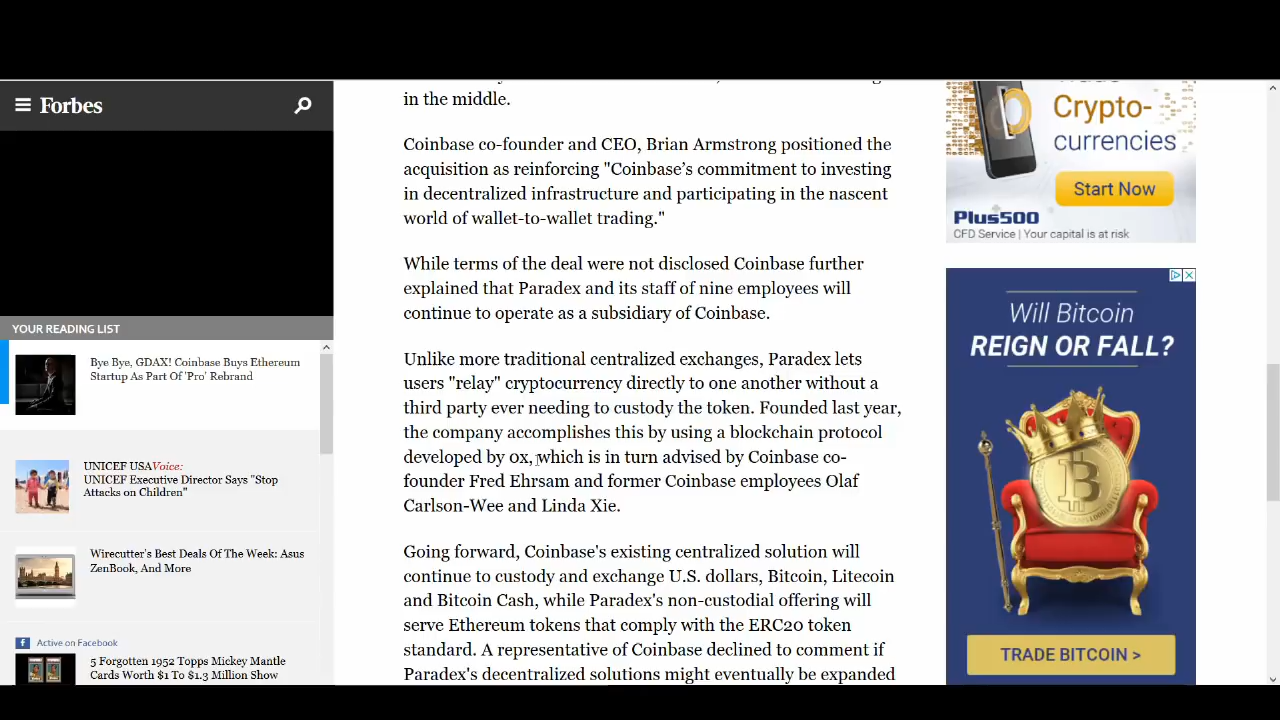 Forbes
YOUR READING LIST
Bye Bye, GDAX! Coinbase Buys Ethereum
Startup As Part Of 'Pro' Rebrand
UNICEF USAVoice:
UNICEF Executive Director Says "Stop
Attacks on Children"
Wirecutter's Best Deals Of The Week: Asus
ZenBook, And More
Active on Facebook
5 Forgotten 1952 Topps Mickey Mantle
Cards Worth $1 To $1.3 Million Show
in the middle.
Coinbase co-founder and CEO, Brian Armstrong positioned the
acquisition as reinforcing "Coinbase's commitment to investing
in decentralized infrastructure and participating in the nascent
world of wallet-to-wallet trading."
While terms of the deal were not disclosed Coinbase further
explained that Paradex and its staff of nine employees will
continue to operate as a subsidiary of Coinbase.
Unlike more traditional centralized exchanges, Paradex lets
users "relay" cryptocurrency directly to one another without a
third party ever needing to custody the token. Founded last year,
the company accomplishes this by using a blockchain protocol
developed by 0x, which is in turn advised by Coinbase co-
founder Fred Ehrsam and former Coinbase employees Olaf
Carlson-Wee and Linda Xie.
Going forward, Coinbase's existing centralized solution will
continue to custody and exchange U.S. dollars, Bitcoin, Litecoin
and Bitcoin Cash, while Paradex's non-custodial offering will
serve Ethereum tokens that comply with the ERC20 token
standard. A representative of Coinbase declined to comment if
Paradex's decentralized solutions might eventually be expanded
Crypto-
currencies
Start Now
Plus500
CFD Service | Your capital is at risk
Will Bitcoin
REIGN OR FALL?
TRADE BITCOIN >